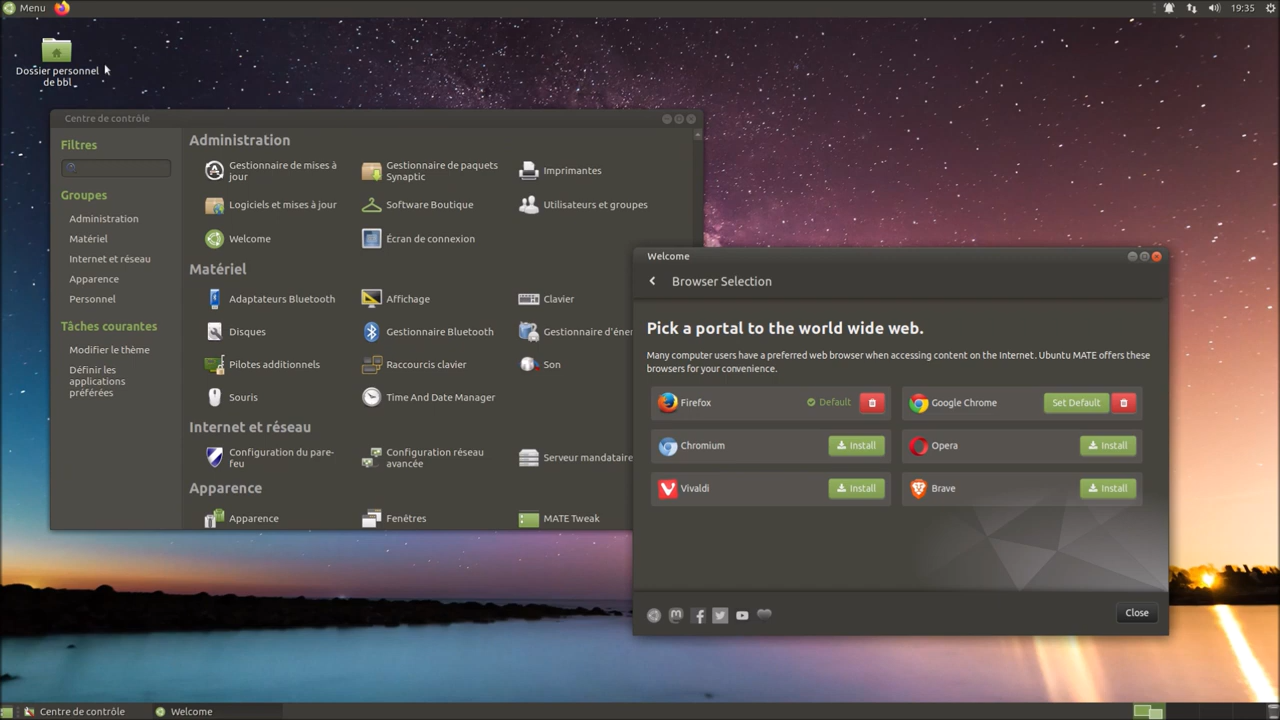 Menu
19:35
Dossier personnel
de bbl
Centre de contrôle
Filtres
Groupes
Administration
Matériel
Internet et réseau
Apparence
Personnel
Tâches courantes
Modifier le thème
Définir les
applications
préférées
Administration
Gestionnaire de mises à
jour
Gestionnaire de paquets
Synaptic
Imprimantes
Logiciels et mises à jour
Software Boutique
Utilisateurs et groupes
Welcome
Écran de connexion
Matériel
Adaptateurs Bluetooth
Affichage
Clavier
Disques
Gestionnaire Bluetooth
Gestionnaire d'éner
Pilotes additionnels
Raccourcis clavier
Son
Souris
Time And Date Manager
Internet et réseau
Configuration du pare-
feu
Configuration réseau
avancée
Serveur mandataire
Apparence
Apparence
Fenêtres
MATE Tweak
Welcome
Browser Selection
Pick a portal to the world wide web.
Many computer users have a preferred web browser when accessing content on the Internet. Ubuntu MATE offers these
browsers for your convenience.
Firefox
Default
Google Chrome
Set Default
Chromium
Install
Opera
Install
Vivaldi
Install
Brave
Install
Close
Centre de contrôle
Welcome